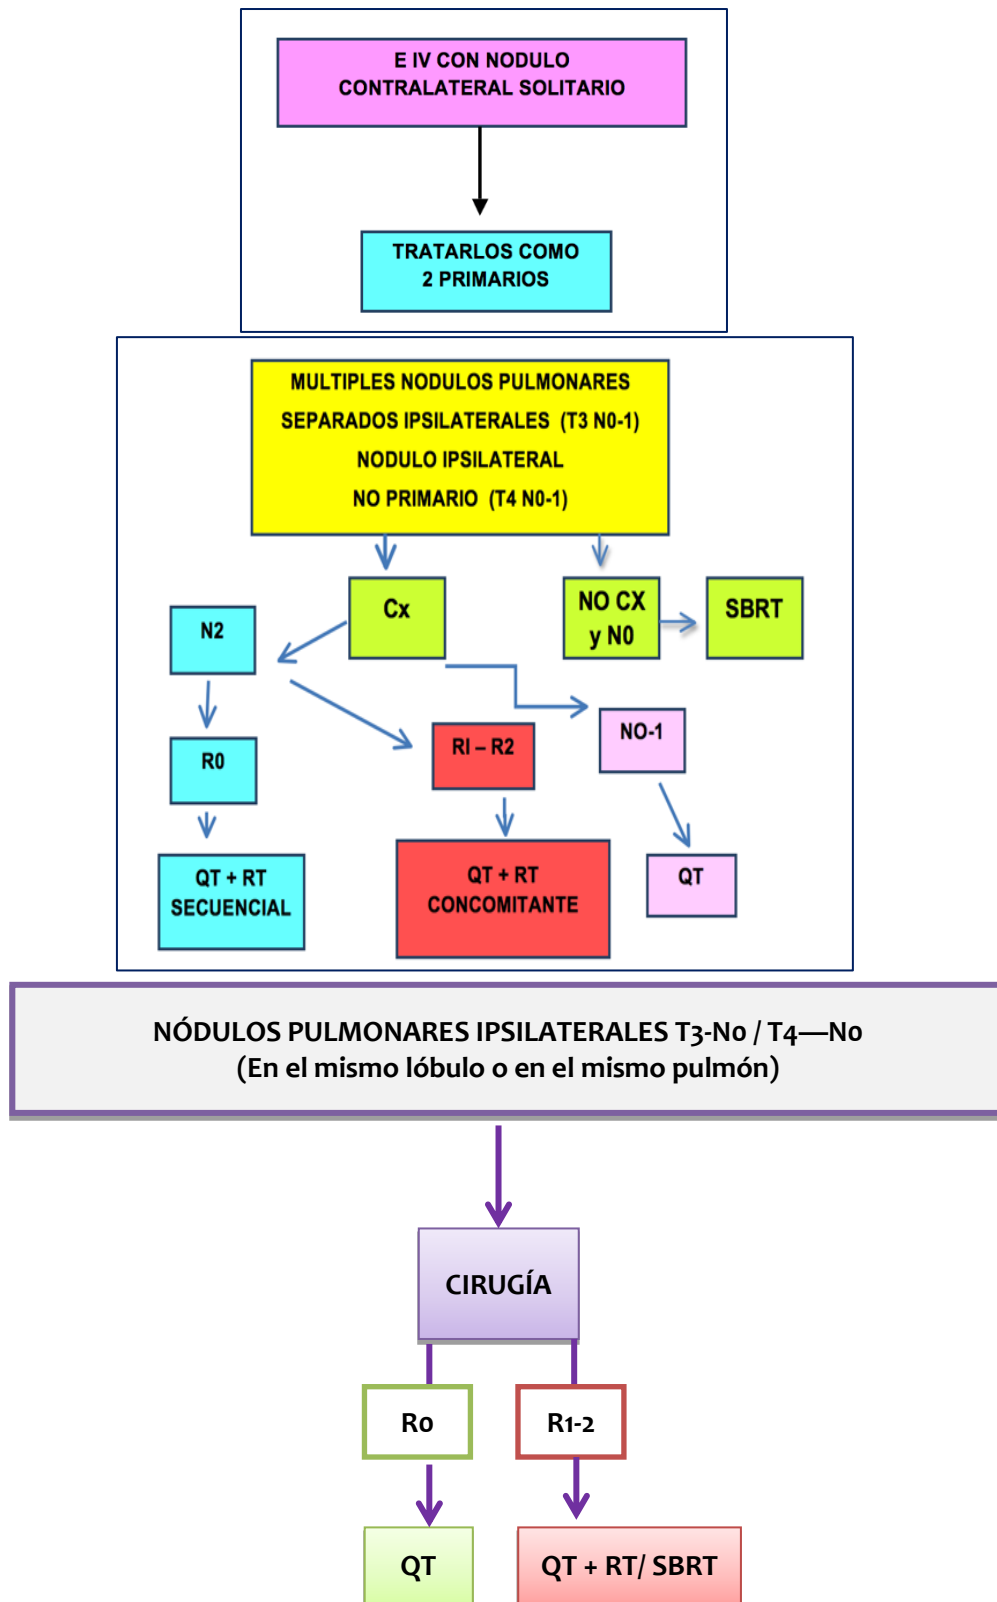 E IV CON NODULO
CONTRALATERAL SOLITARIO
TRATARLOS COMO
2 PRIMARIOS
MULTIPLES NODULOS PULMONARES
SEPARADOS IPSILATERALES (T3 N0-1)
NODULO IPSILATERAL
NO PRIMARIO (T4 N0-1)
Cx
NO CX
y N0
SBRT
N2
R0
RI – R2
NO-1
QT + RT
SECUENCIAL
QT + RT
CONCOMITANTE
QT
NÓDULOS PULMONARES IPSILATERALES T3-N0 / T4—N0
(En el mismo lóbulo o en el mismo pulmón)
CIRUGÍA
R0
R1-2
QT
QT + RT/ SBRT